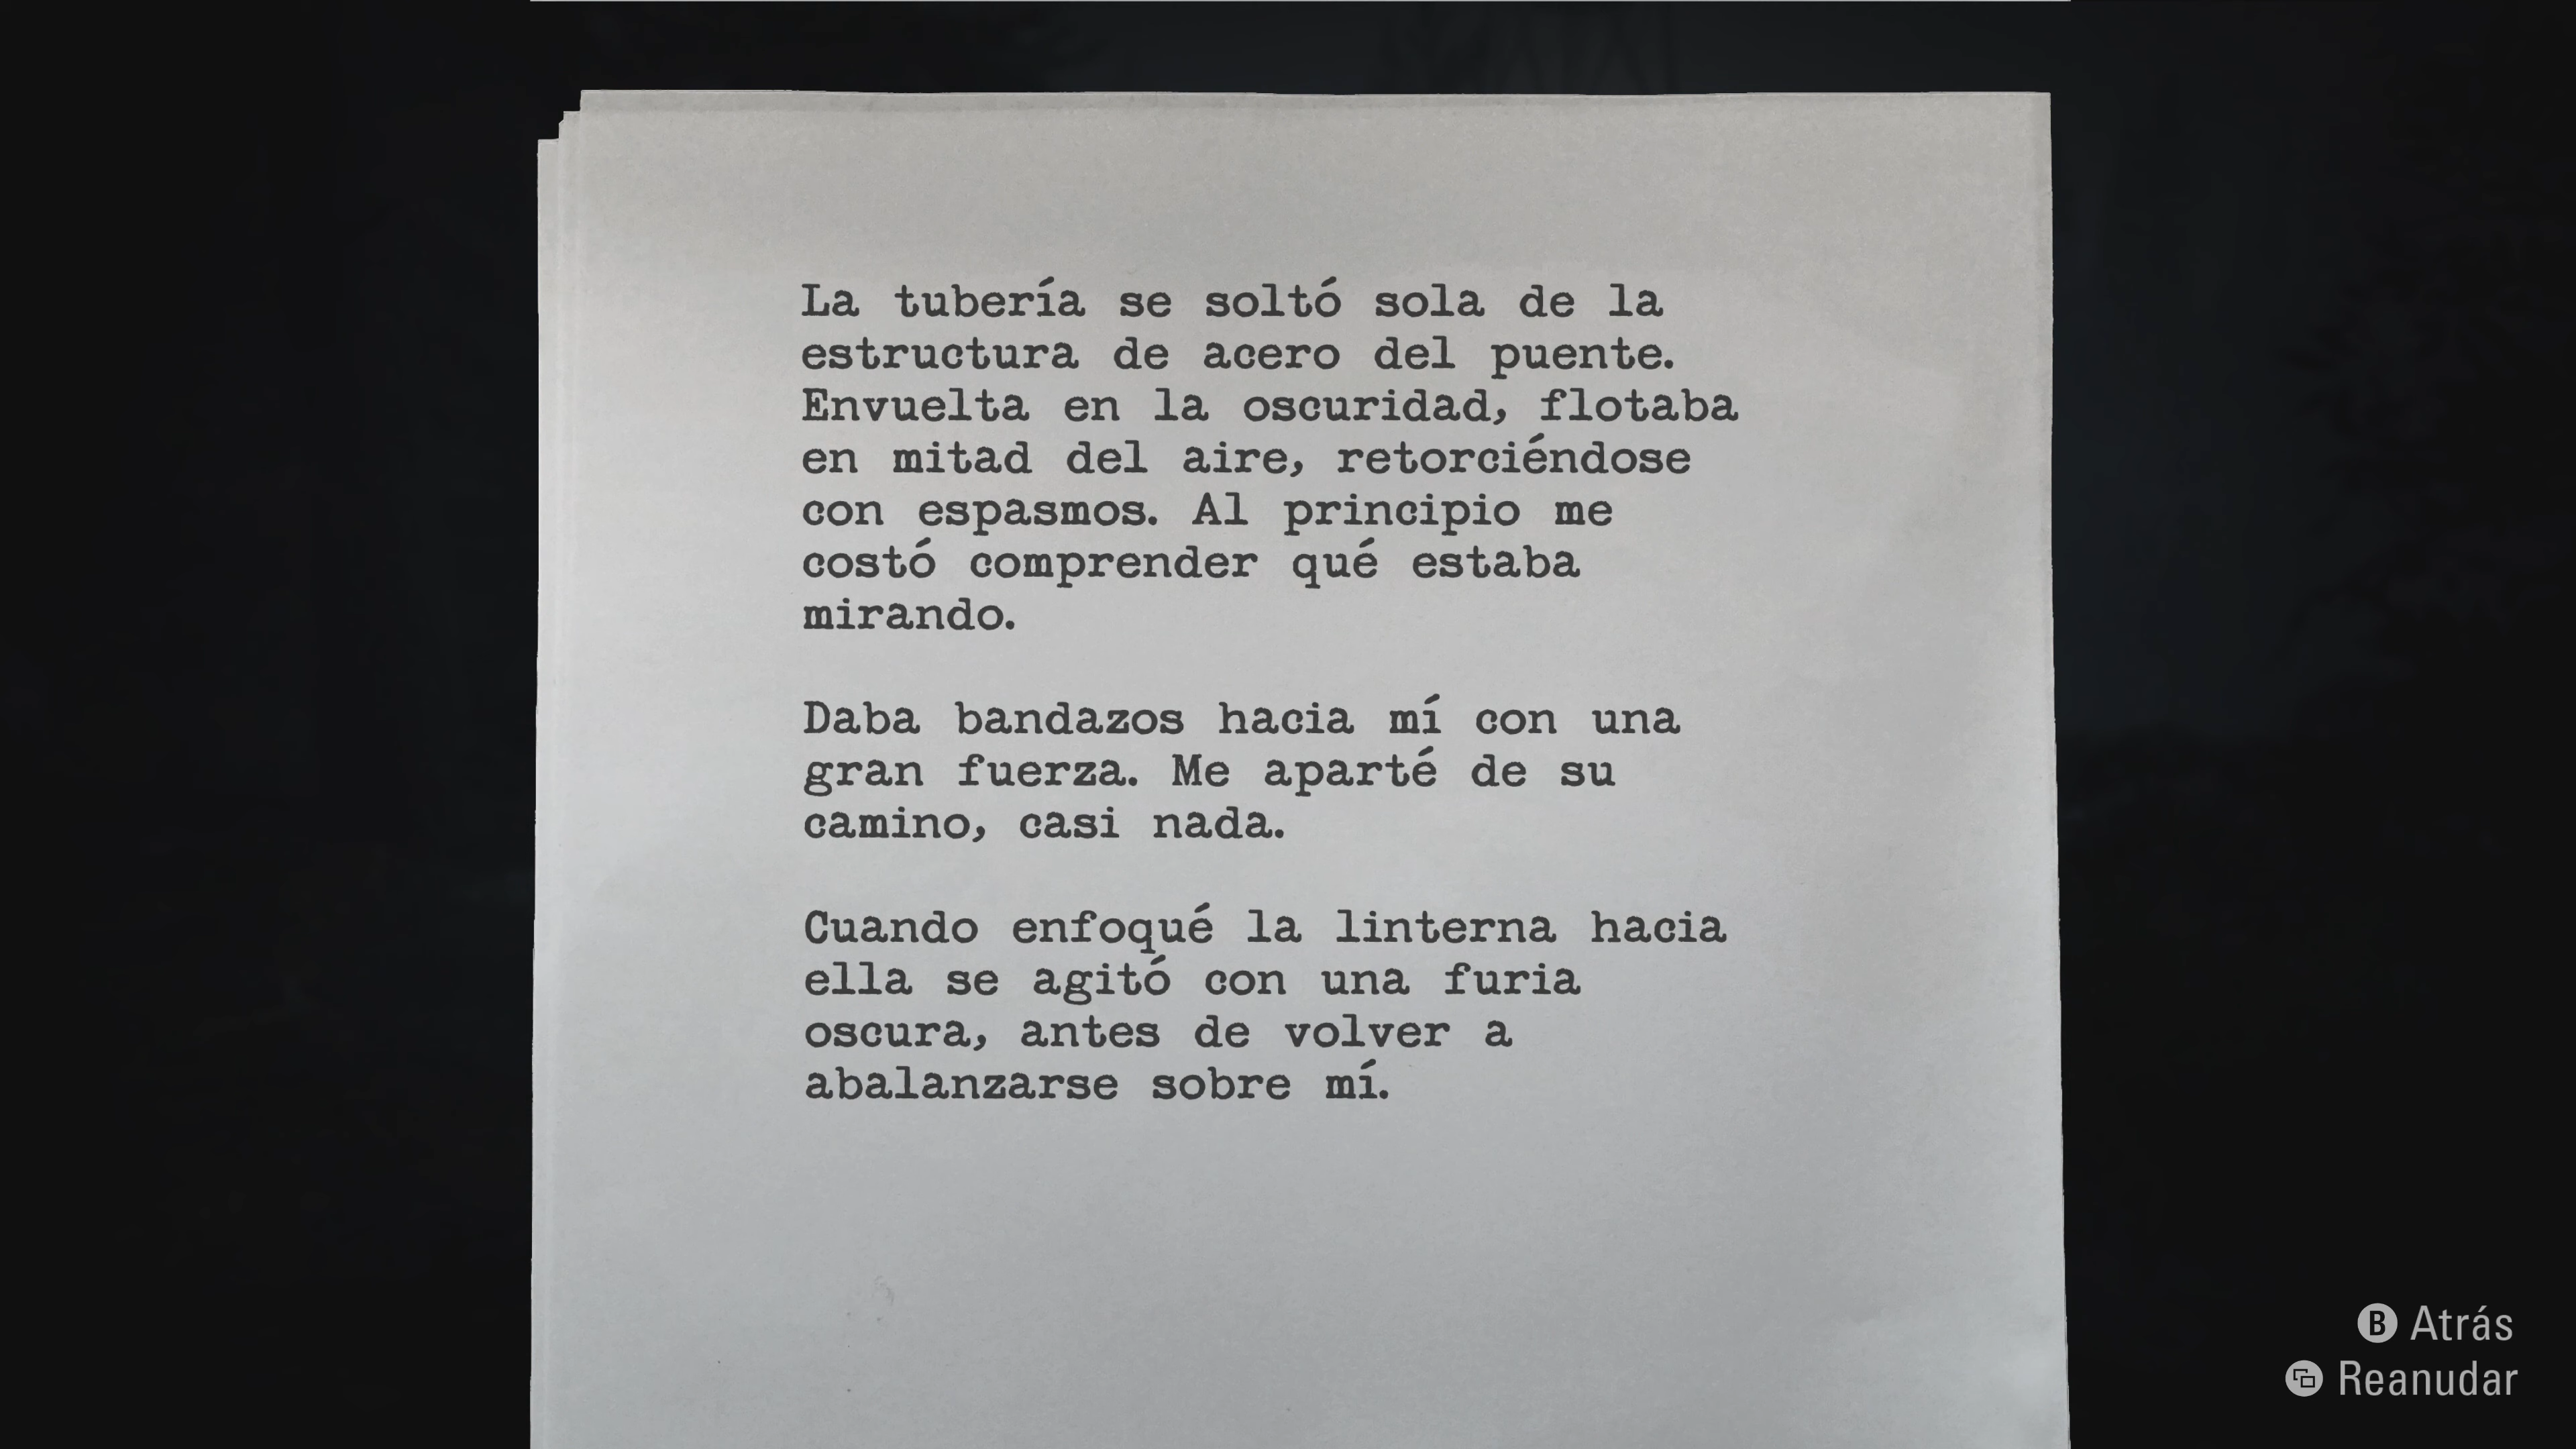 La tubería se soltó sola de la
estructura de acero del puente.
Envuelta en la oscuridad, flotaba
en mitad del aire, retorciéndose
con espasmos. Al principio me
costó comprender qué estaba
mirando.
Daba bandazos hacia mí con una
gran fuerza. Me aparté de su
camino, casi nada.
Cuando enfoqué la linterna hacia
ella se agitó con una furia
oscura, antes de volver a
abalanzarse sobre mí.
B Atrás
Reanudar